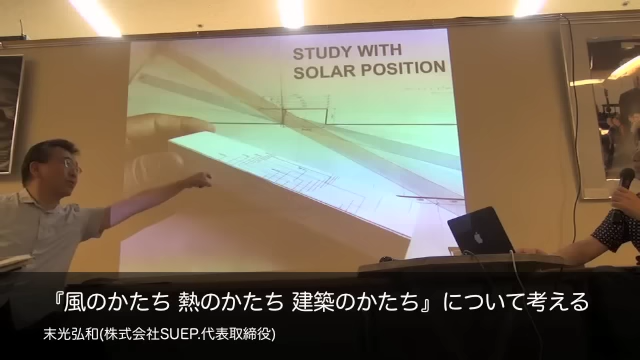 STUDY WITH
SOLAR POSITION
『風のかたち 熱のかたち 建築のかたち』について考える
末光弘和(株式会社SUEP.代表取締役)